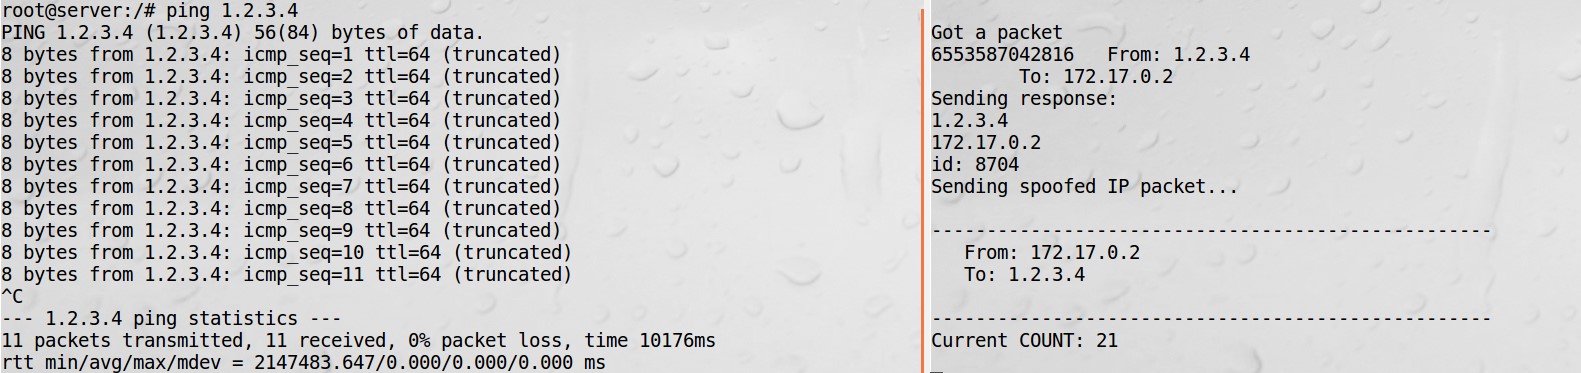 root@server:/# ping 1.2.3.4
PING 1.2.3.4 (1.2.3.4) 56(84) bytes of data.
8 bytes from 1.2.3.4: icmp_seq=1 ttl=64 (truncated)
8 bytes from 1.2.3.4: icmp_seq=2 ttl=64 (truncated)
8 bytes from 1.2.3.4: icmp_seq=3 ttl=64 (truncated)
8 bytes from 1.2.3.4: icmp_seq=4 ttl=64 (truncated)
8 bytes from 1.2.3.4: icmp_seq=5 ttl=64 (truncated)
8 bytes from 1.2.3.4: icmp_seq=6 ttl=64 (truncated)
8 bytes from 1.2.3.4: icmp_seq=7 ttl=64 (truncated)
8 bytes from 1.2.3.4: icmp_seq=8 ttl=64 (truncated)
8 bytes from 1.2.3.4: icmp_seq=9 ttl=64 (truncated)
8 bytes from 1.2.3.4: icmp_seq=10 ttl=64 (truncated)
8 bytes from 1.2.3.4: icmp_seq=11 ttl=64 (truncated)
^C
--- 1.2.3.4 ping statistics ---
11 packets transmitted, 11 received, 0% packet loss, time 10176ms
rtt min/avg/max/mdev = 2147483.647/0.000/0.000/0.000 ms
Got a packet
6553587042816   From: 1.2.3.4
To: 172.17.0.2
Sending response:
1.2.3.4
172.17.0.2
id: 8704
Sending spoofed IP packet...
---------------------------------------------------
From: 172.17.0.2
To: 1.2.3.4
---------------------------------------------------
Current COUNT: 21